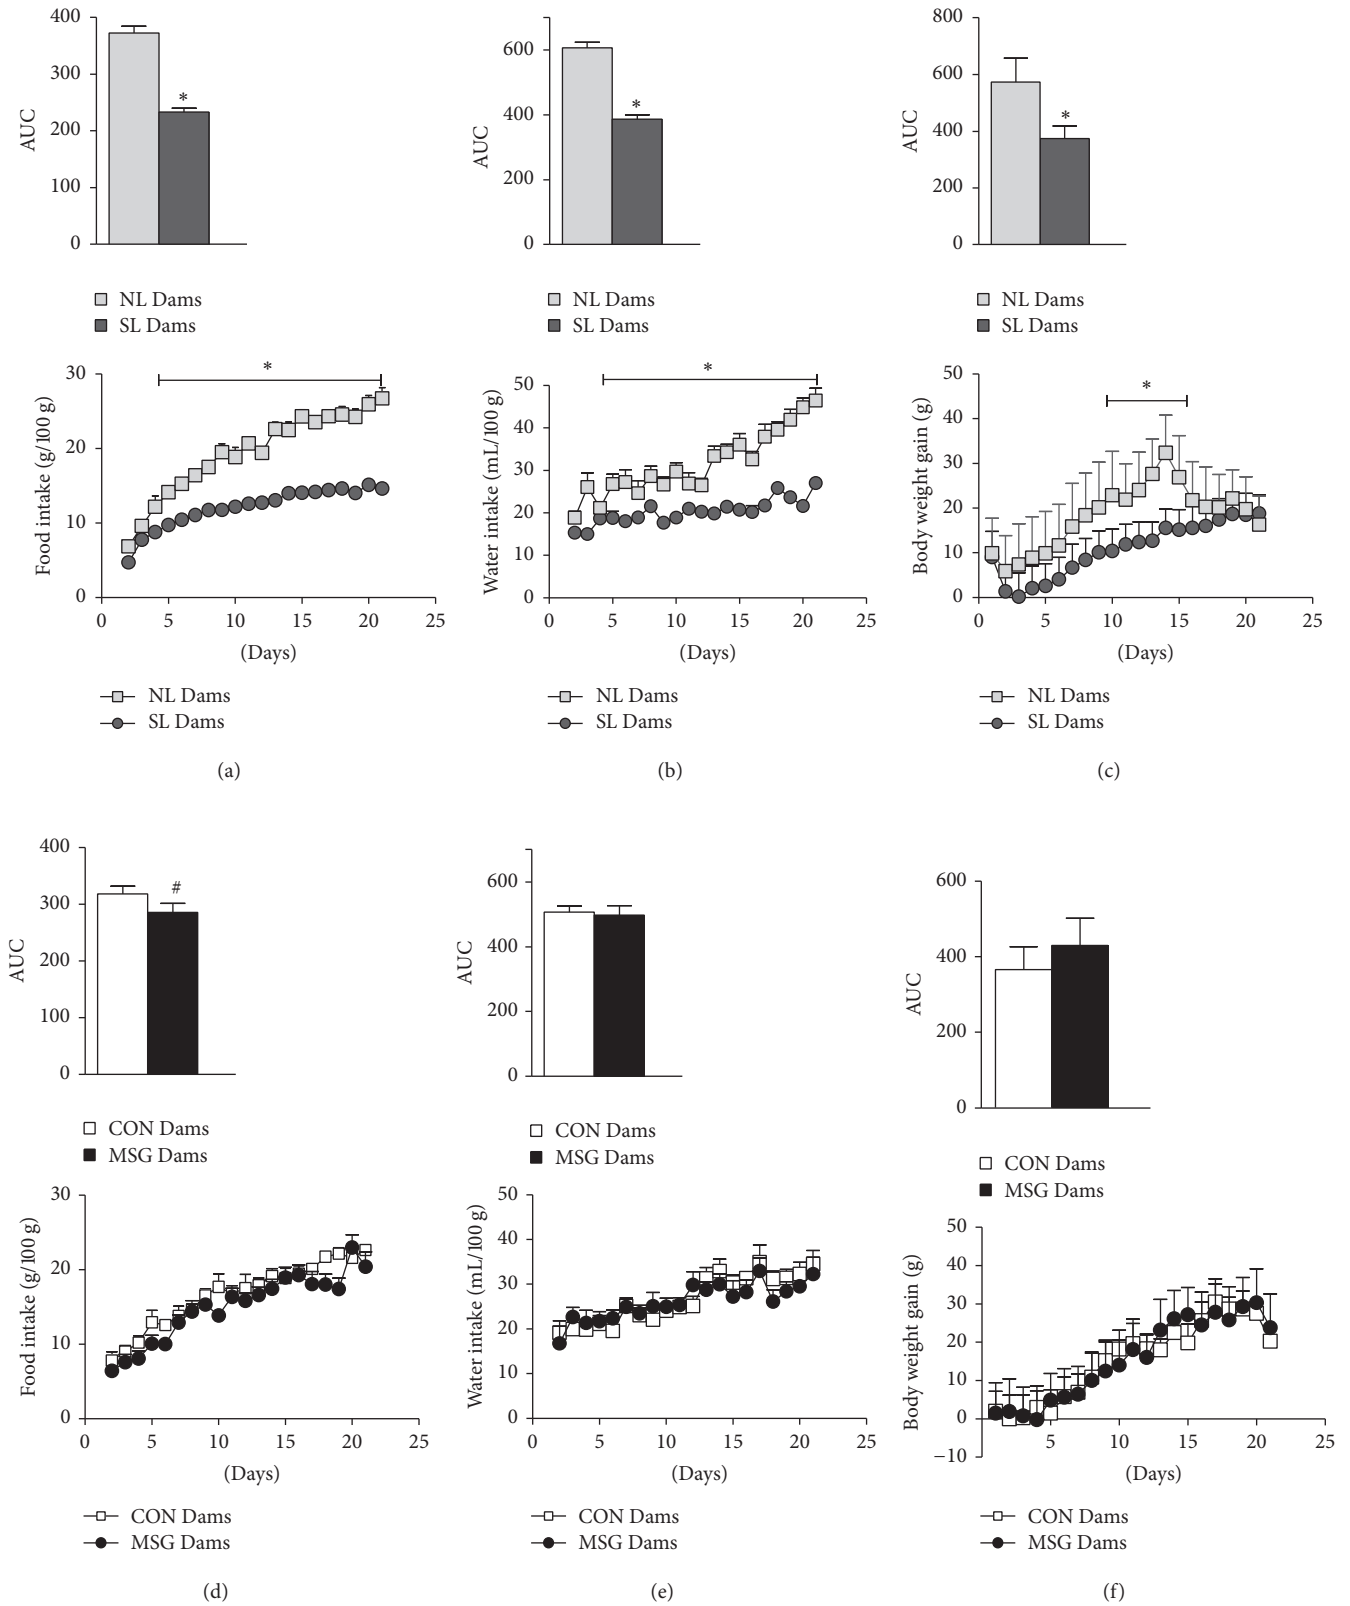 400
300
200
100
0
AUC
*
NL Dams
SL Dams
600
400
200
0
AUC
*
NL Dams
SL Dams
800
600
400
200
0
AUC
*
NL Dams
SL Dams
30
20
10
0
Food intake (g/100 g)
*
0 5 10 15 20 25
(Days)
NL Dams
SL Dams
(a)
50
40
30
20
10
0
Water intake (mL/100 g)
*
0 5 10 15 20 25
(Days)
NL Dams
SL Dams
(b)
50
40
30
20
10
0
Body weight gain (g)
*
0 5 10 15 20 25
(Days)
NL Dams
SL Dams
(c)
400
300
200
100
0
AUC
#
CON Dams
MSG Dams
600
400
200
0
AUC
CON Dams
MSG Dams
600
400
200
0
AUC
CON Dams
MSG Dams
30
20
10
0
Food intake (g/100 g)
0 5 10 15 20 25
(Days)
CON Dams
MSG Dams
(d)
50
40
30
20
10
0
Water intake (mL/100 g)
0 5 10 15 20 25
(Days)
CON Dams
MSG Dams
(e)
50
40
30
20
10
0
−10
Body weight gain (g)
5 10 15 20 25
(Days)
CON Dams
MSG Dams
(f)